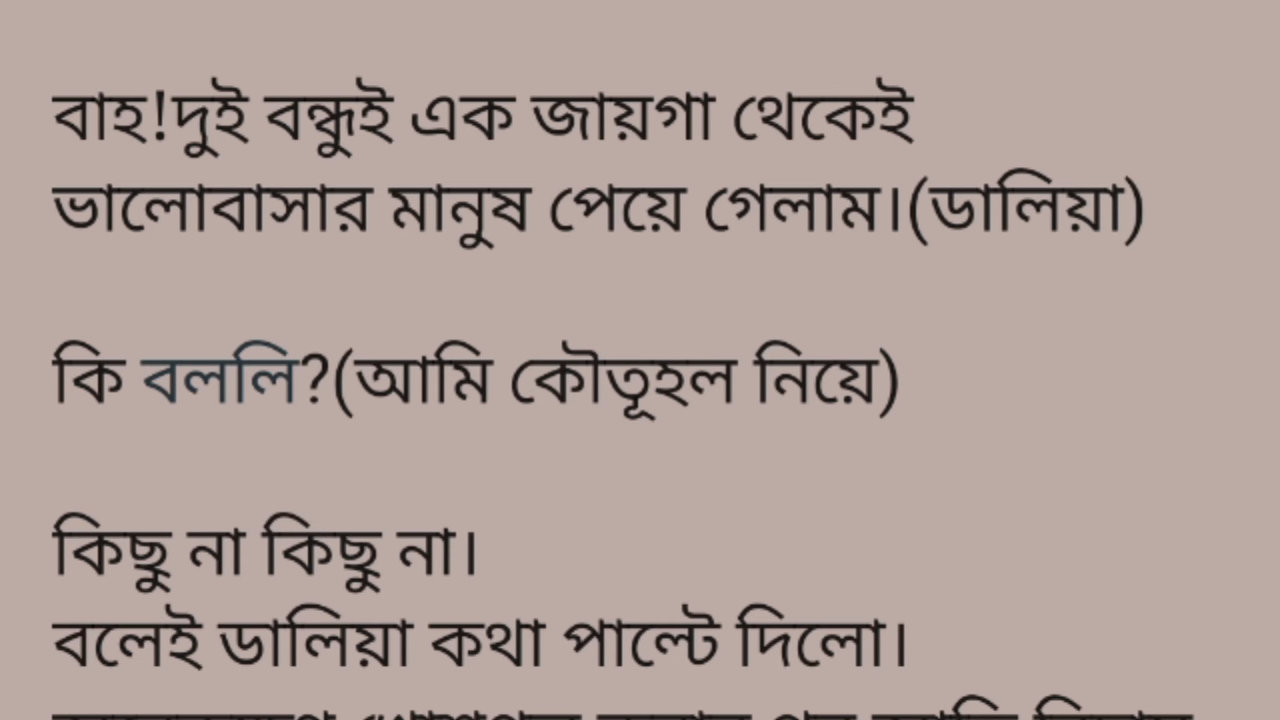 বাহ!দুই বন্ধুই এক জায়গা থেকেই
ভালোবাসার মানুষ পেয়ে গেলাম।(ডালিয়া)
কি বললি?(আমি কৌতূহল নিয়ে)
কিছু না কিছু না।
বলেই ডালিয়া কথা পাল্টে দিলো।